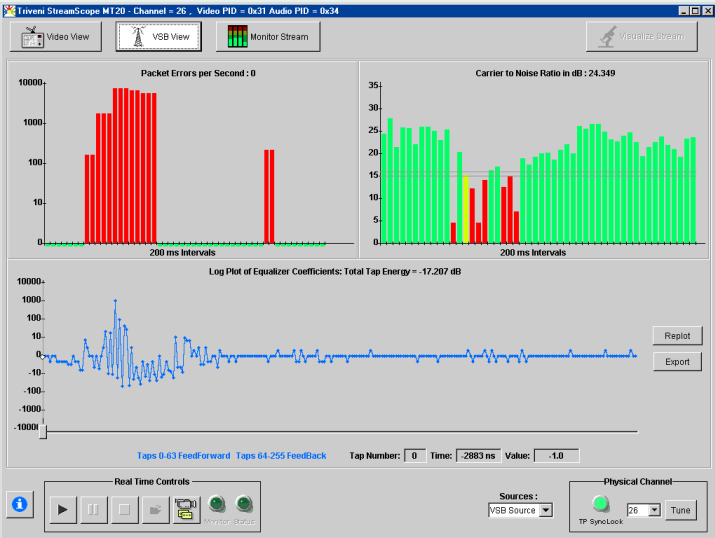 Triveni StreamScope MT20 - Channel = 26 , Video PID = 0x31 Audio PID = 0x34
Video View
VSB View
Monitor Stream
Visualize Stream
Packet Errors per Second : 0
10000
1000
100
10
0
200 ms Intervals
Carrier to Noise Ratio in dB : 24.349
35
30
25
20
15
10
5
0
200 ms Intervals
Log Plot of Equalizer Coefficients: Total Tap Energy = -17.207 dB
10000
1000
100
10
0
-10
-100
-1000
-10000
Replot
Export
Taps 0-63 FeedForward Taps 64-255 FeedBack
Tap Number: 0 Time: -2883 ns Value: -1.0
Real Time Controls
Monitor Status
Sources :
VSB Source
Physical Channel
TP SyncLock
26
Tune